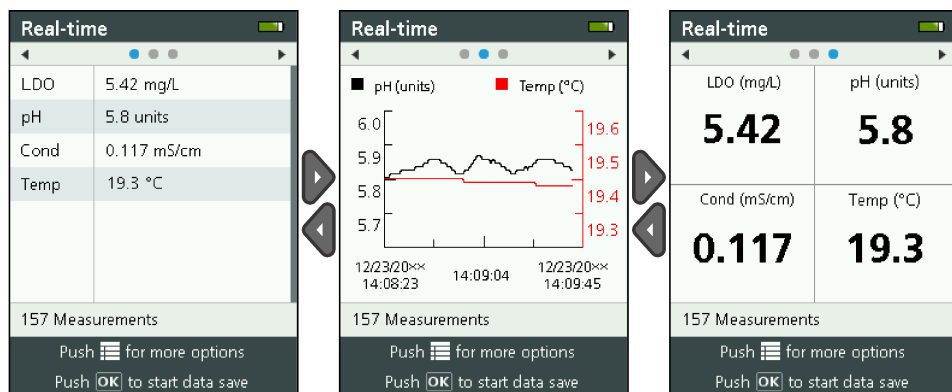 Real-time
LDO 5.42 mg/L
pH 5.8 units
Cond 0.117 mS/cm
Temp 19.3 °C
157 Measurements
Push for more options
Push OK to start data save
Real-time
pH (units) Temp (°C)
6.0
5.9
5.8
5.7
19.6
19.5
19.4
19.3
12/23/20×× 14:09:04 12/23/20××
14:08:23 14:09:45
157 Measurements
Push for more options
Push OK to start data save
Real-time
LDO (mg/L) pH (units)
5.42 5.8
Cond (mS/cm) Temp (°C)
0.117 19.3
157 Measurements
Push for more options
Push OK to start data save